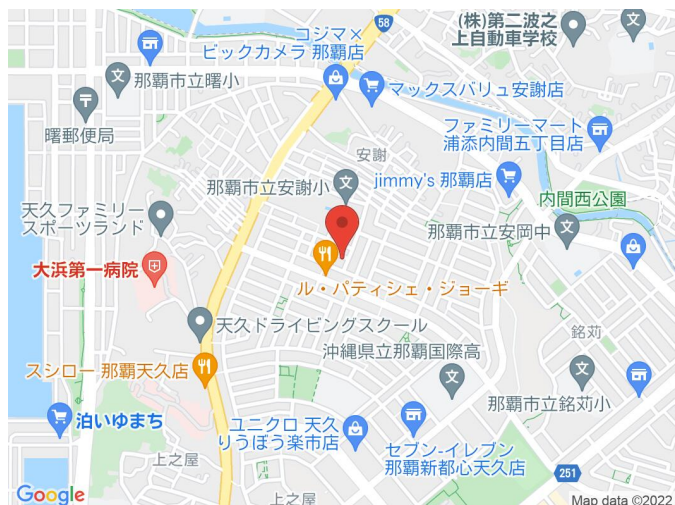 58
(株)第二波之
上自動車学校
コジマ×
ビックカメラ 那覇店
那覇市立曙小
マックスバリュ安謝店
曙郵便局
ファミリーマート
浦添内間五丁目店
安謝
那覇市立安謝小
jimmy's 那覇店
内間西公園
天久ファミリー
スポーツランド
那覇市立安岡中
大浜第一病院
ル・パティシェ・ジョーギ
天久ドライビングスクール
銘苅
沖縄県立那覇国際高
スシロー 那覇天久店
那覇市立銘苅小
泊いゆまち
ユニクロ 天久
りうぼう楽市店
セブン-イレブン
那覇新都心天久店
上之屋
251
上之屋
Google
Map data ©2022